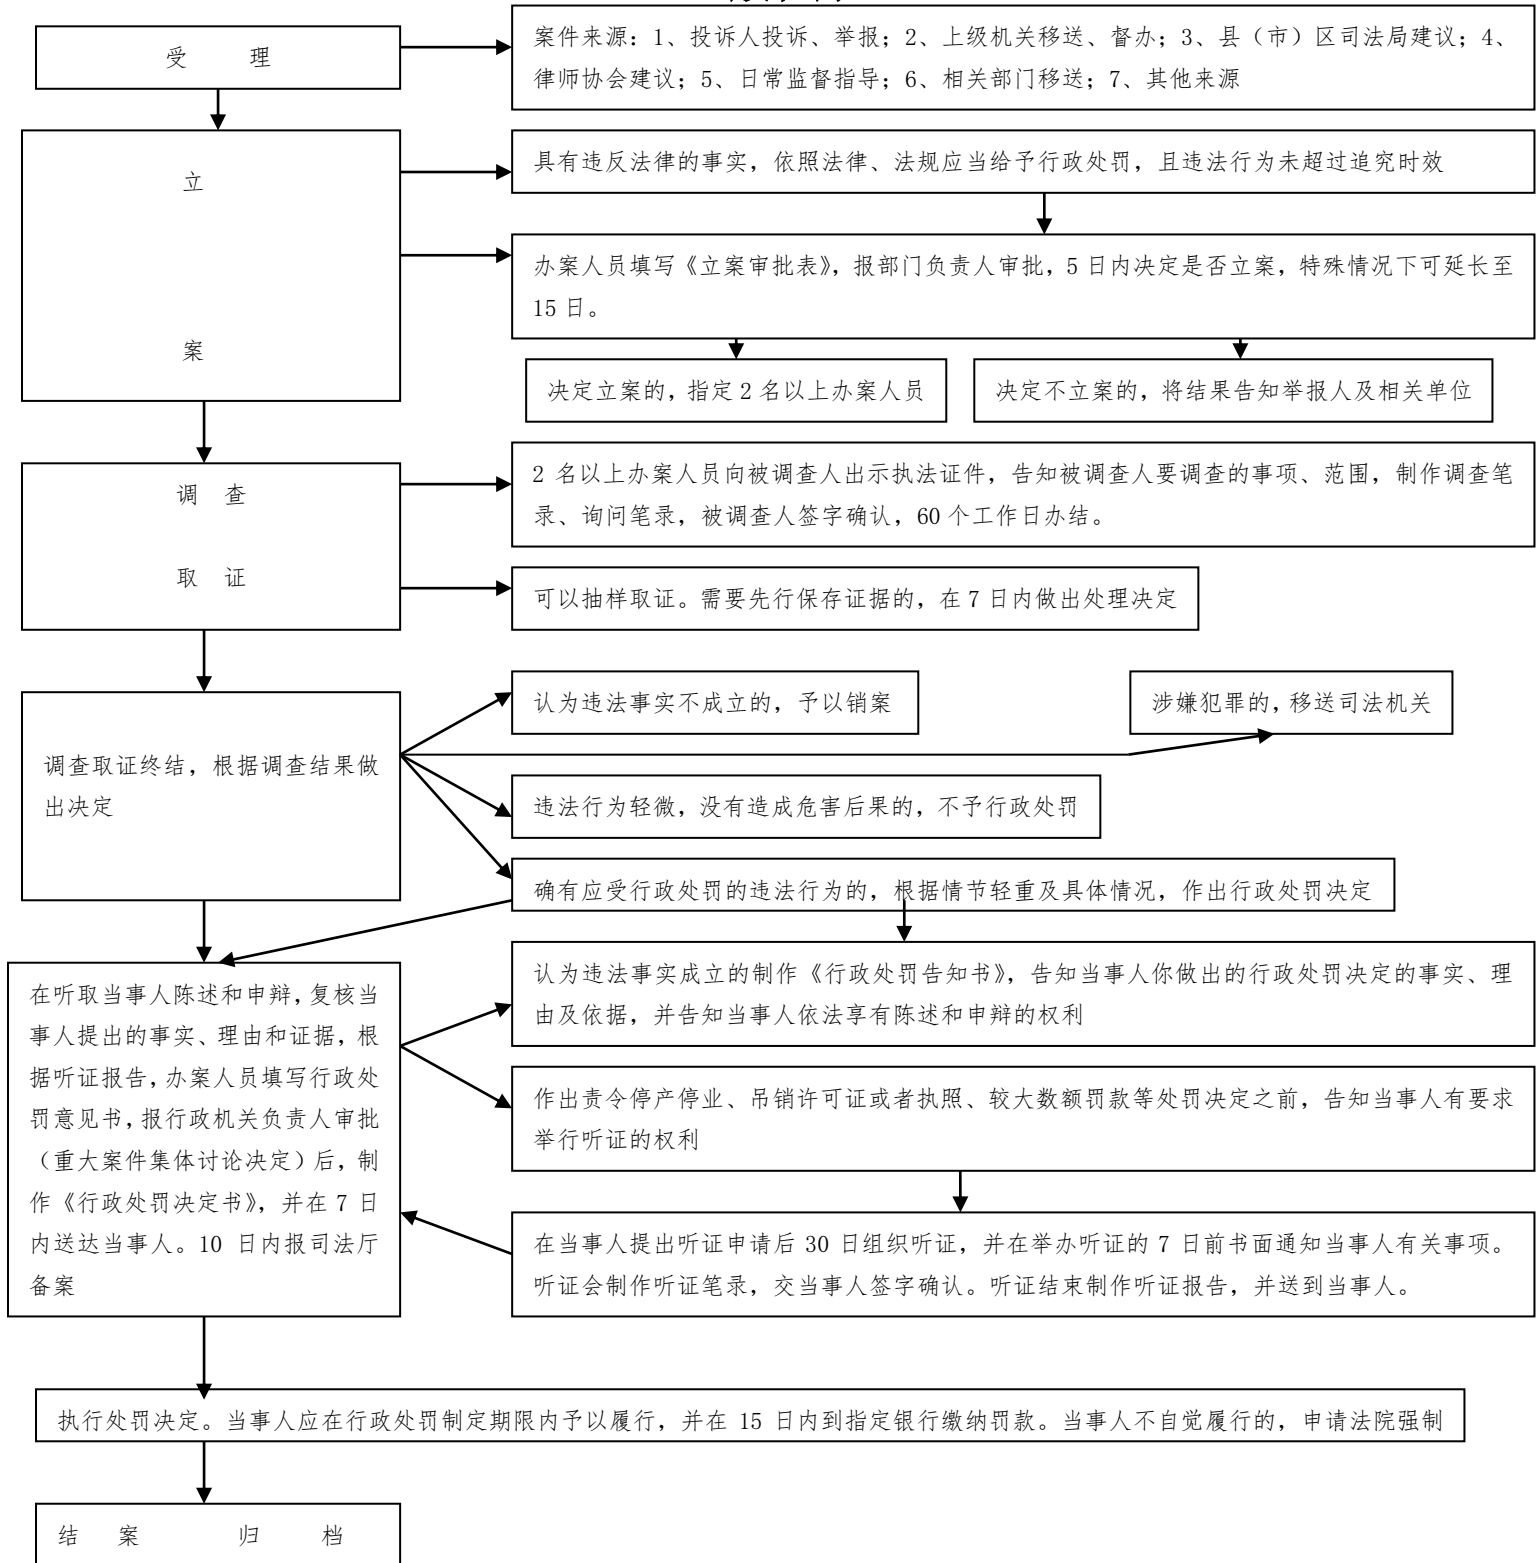 受 理
案件来源：1、投诉人投诉、举报；2、上级机关移送、督办；3、县（市）区司法局建议；4、
律师协会建议；5、日常监督指导；6、相关部门移送；7、其他来源
立
案
具有违反法律的事实，依照法律、法规应当给予行政处罚，且违法行为未超过追究时效
办案人员填写《立案审批表》，报部门负责人审批，5 日内决定是否立案，特殊情况下可延长至
15 日。
决定立案的，指定 2 名以上办案人员
决定不立案的，将结果告知举报人及相关单位
调 查
取 证
2 名以上办案人员向被调查人出示执法证件，告知被调查人要调查的事项、范围，制作调查笔
录、询问笔录，被调查人签字确认，60 个工作日办结。
可以抽样取证。需要先行保存证据的，在 7 日内做出处理决定
调查取证终结，根据调查结果做
出决定
认为违法事实不成立的，予以销案
涉嫌犯罪的，移送司法机关
违法行为轻微，没有造成危害后果的，不予行政处罚
确有应受行政处罚的违法行为的，根据情节轻重及具体情况，作出行政处罚决定
在听取当事人陈述和申辩，复核当
事人提出的事实、理由和证据，根
据听证报告，办案人员填写行政处
罚意见书，报行政机关负责人审批
（重大案件集体讨论决定）后，制
作《行政处罚决定书》，并在 7 日
内送达当事人。10 日内报司法厅
备案
认为违法事实成立的制作《行政处罚告知书》，告知当事人你做出的行政处罚决定的事实、理
由及依据，并告知当事人依法享有陈述和申辩的权利
作出责令停产停业、吊销许可证或者执照、较大数额罚款等处罚决定之前，告知当事人有要求
举行听证的权利
在当事人提出听证申请后 30 日组织听证，并在举办听证的 7 日前书面通知当事人有关事项。
听证会制作听证笔录，交当事人签字确认。听证结束制作听证报告，并送到当事人。
执行处罚决定。当事人应在行政处罚制定期限内予以履行，并在 15 日内到指定银行缴纳罚款。当事人不自觉履行的，申请法院强制
结 案 归 档